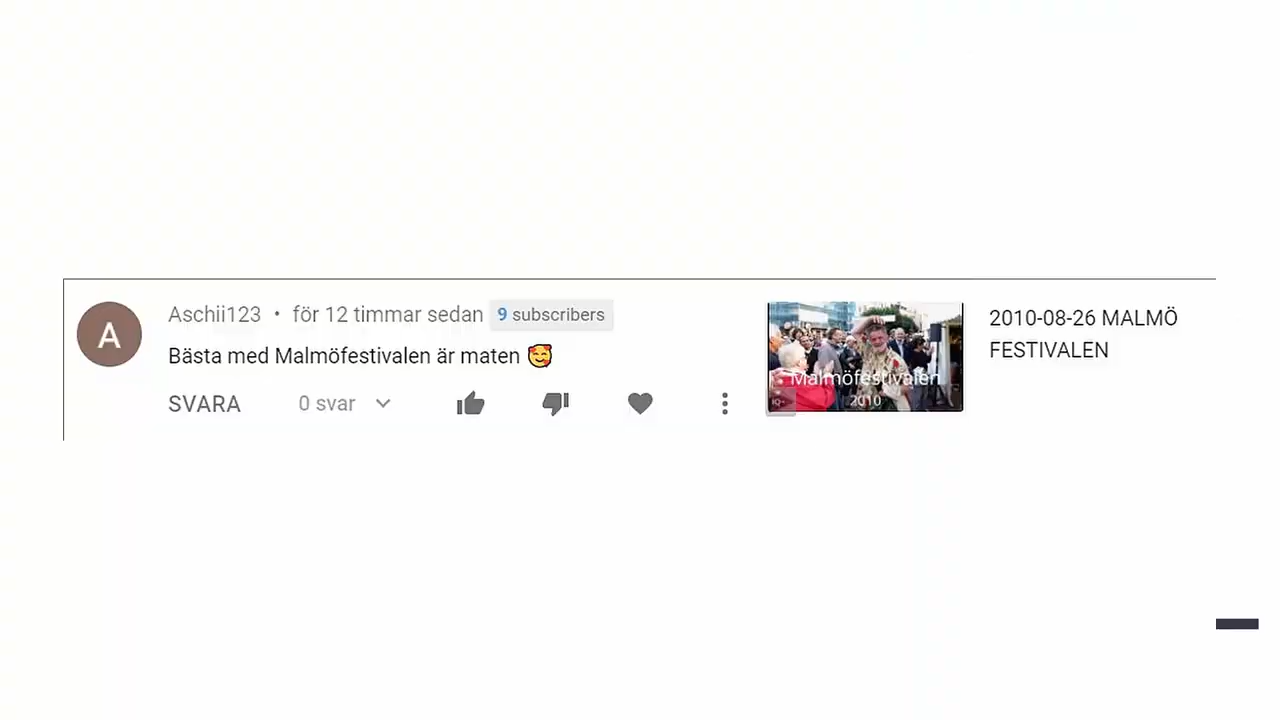 A
Aschii123 • för 12 timmar sedan 9 subscribers
Bästa med Malmöfestivalen är maten 🥰
SVARA 0 svar
Malmöfestivalen
2010
2010-08-26 MALMÖ
FESTIVALEN